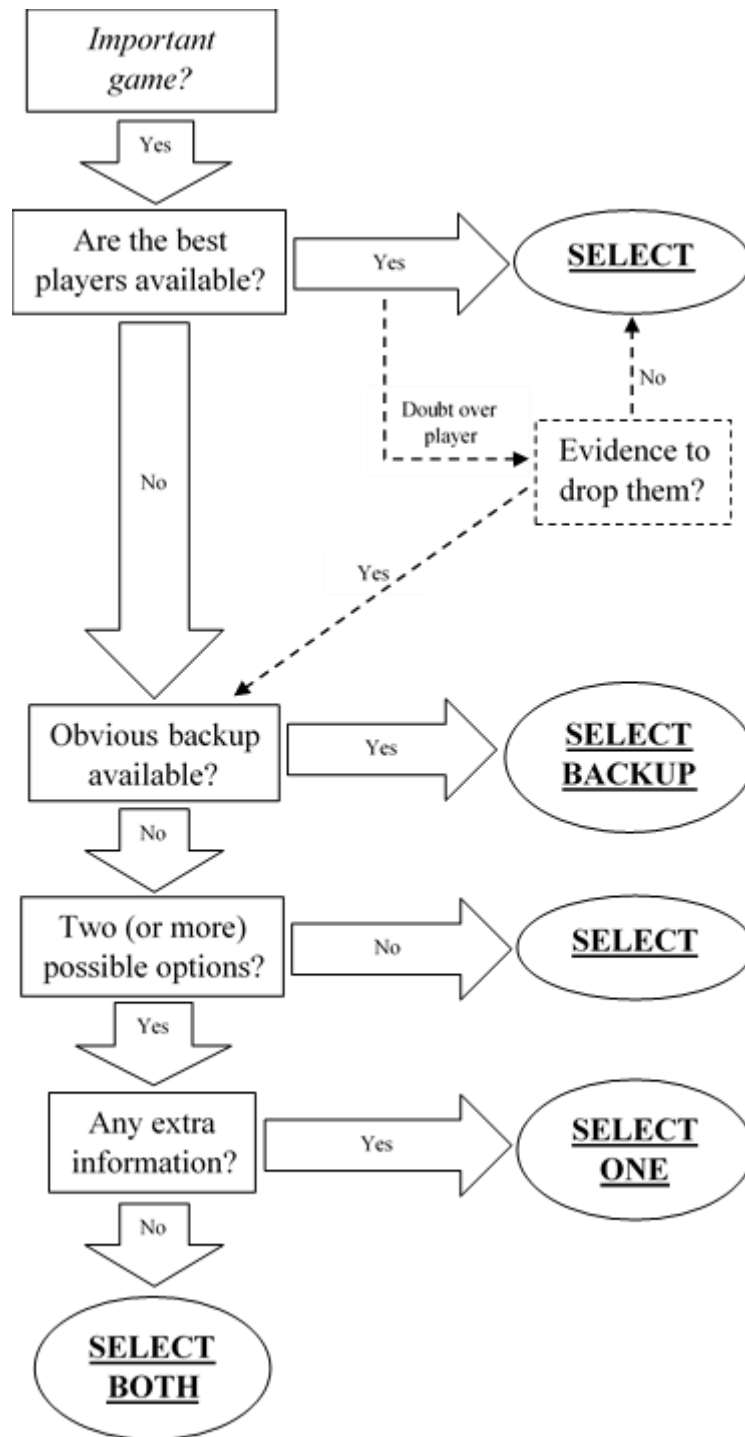 Important
game?
Yes
Are the best
players available?
Yes
SELECT
No
Doubt over
player
Evidence to
drop them?
No
Yes
Obvious backup
available?
Yes
SELECT
BACKUP
No
Two (or more)
possible options?
No
SELECT
Yes
Any extra
information?
Yes
SELECT
ONE
No
SELECT
BOTH